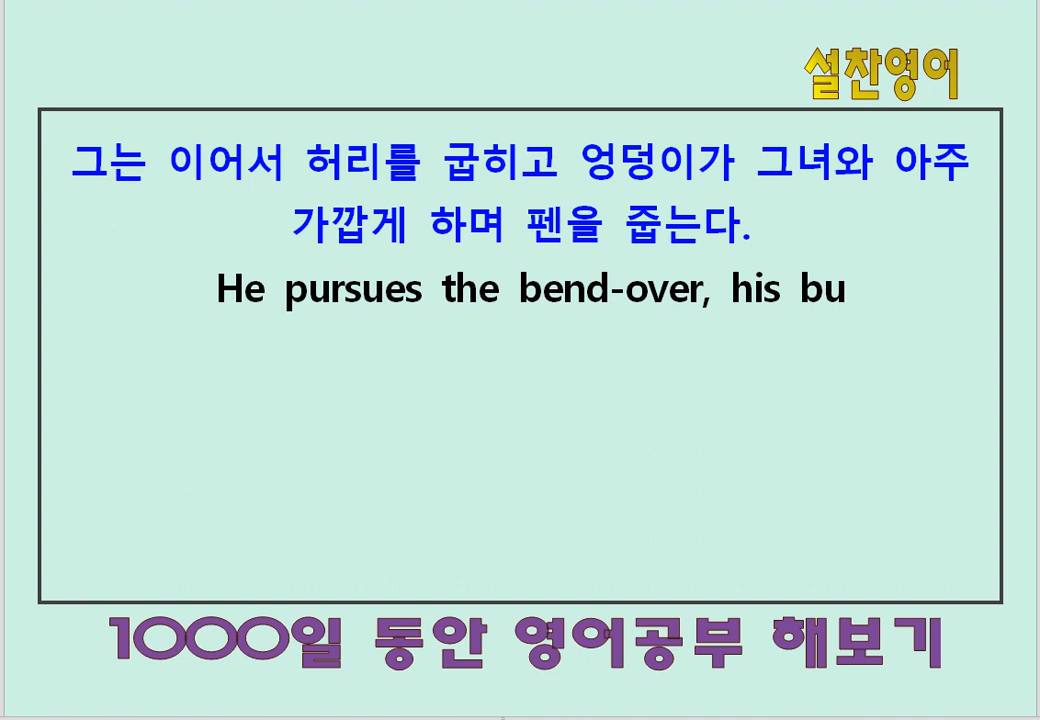 설찬영어
그는 이어서 허리를 굽히고 엉덩이가 그녀와 아주
가깝게 하며 펜을 줍는다.
He pursues the bend-over, his bu
1000일 동안 영어공부 해보기